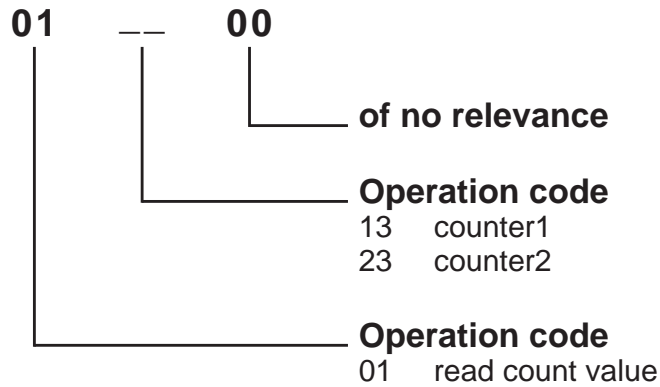 01 __ 00
of no relevance
Operation code
13 counter1
23 counter2
Operation code
01 read count value